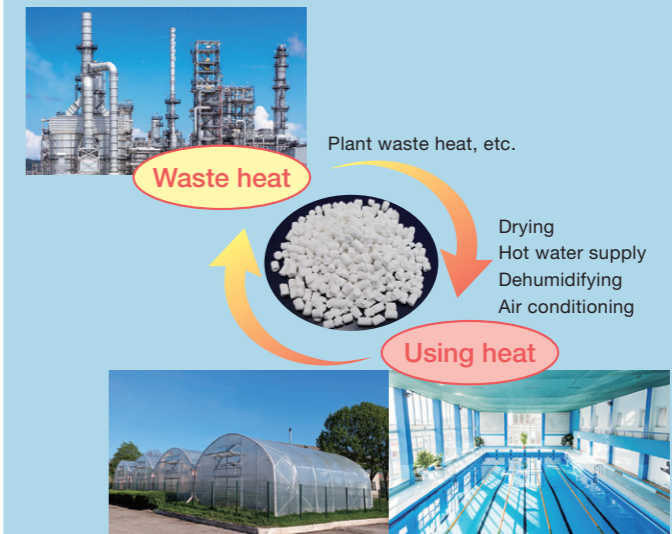 Plant waste heat, etc.
Waste heat
Drying
Hot water supply
Dehumidifying
Air conditioning
Using heat